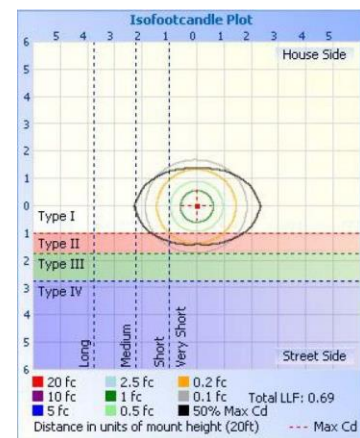 Isofootcandle Plot
5 4 3 2 1 0 1 2 3 4 5
6
House Side
5
4
3
2
1
0
Type I
1
Type II
2
Type III
3
Type IV
4
5
6
Long
Medium
Short
Very Short
Street Side
20 fc 2.5 fc 0.2 fc
10 fc 1 fc 0.1 fc Total LLF: 0.69
5 fc 0.5 fc 50% Max Cd
Distance in units of mount height (20ft) Max Cd